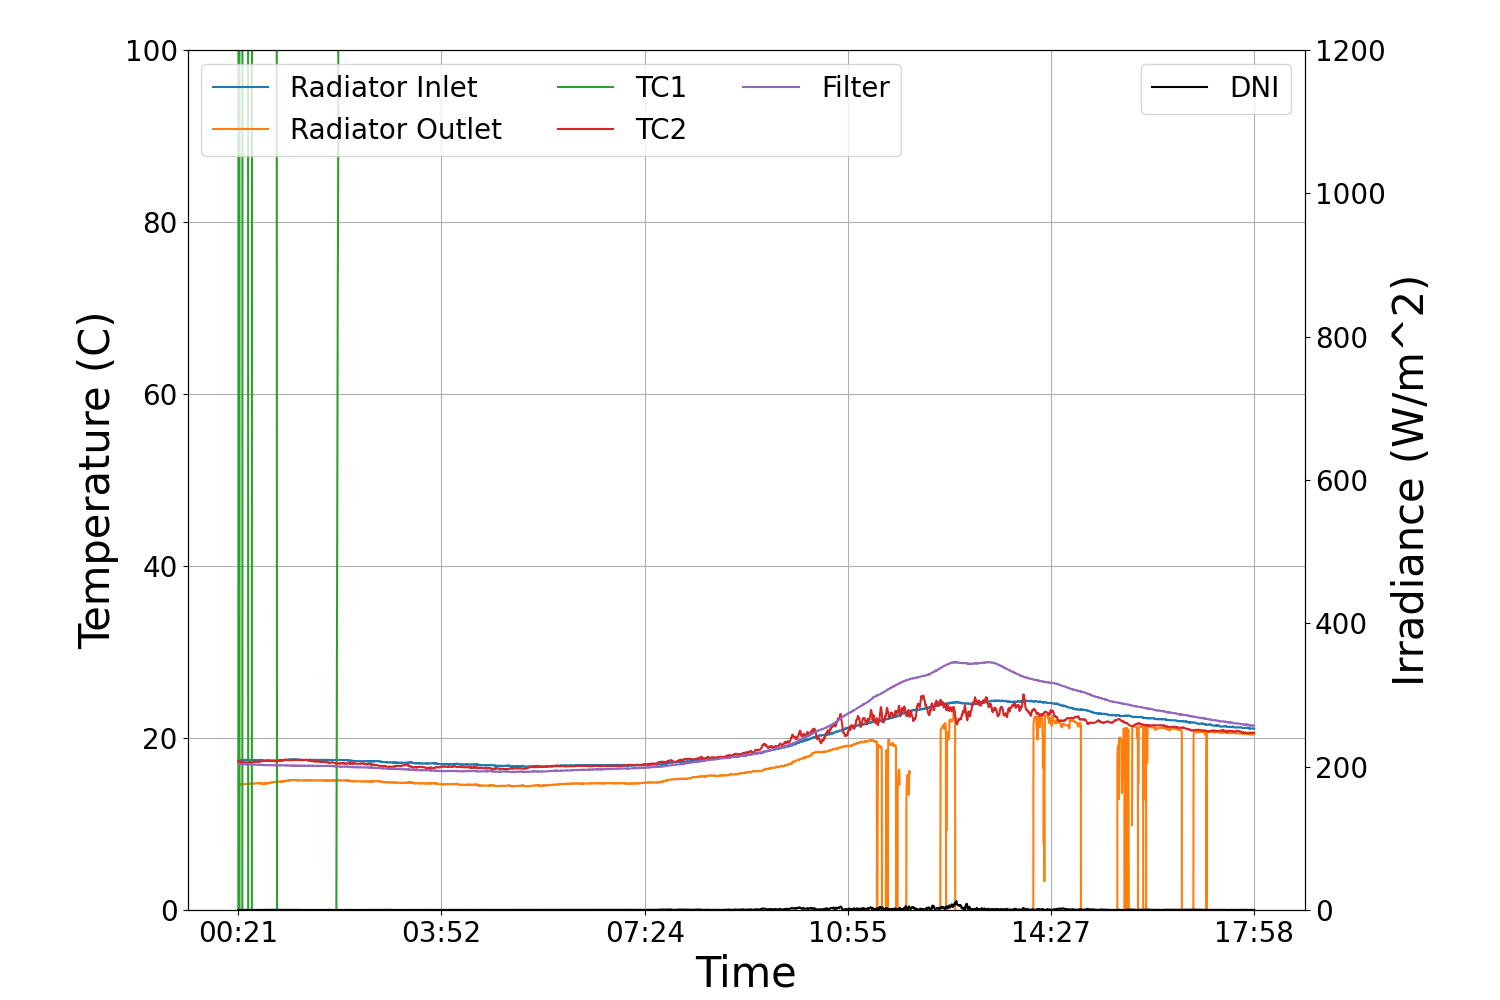 100
80
60
40
20
0
Temperature (C)
Radiator Inlet
Radiator Outlet
TC1
TC2
Filter
DNI
1200
1000
800
600
400
200
0
Irradiance (W/m^2)
00:21 03:52 07:24 10:55 14:27 17:58
Time